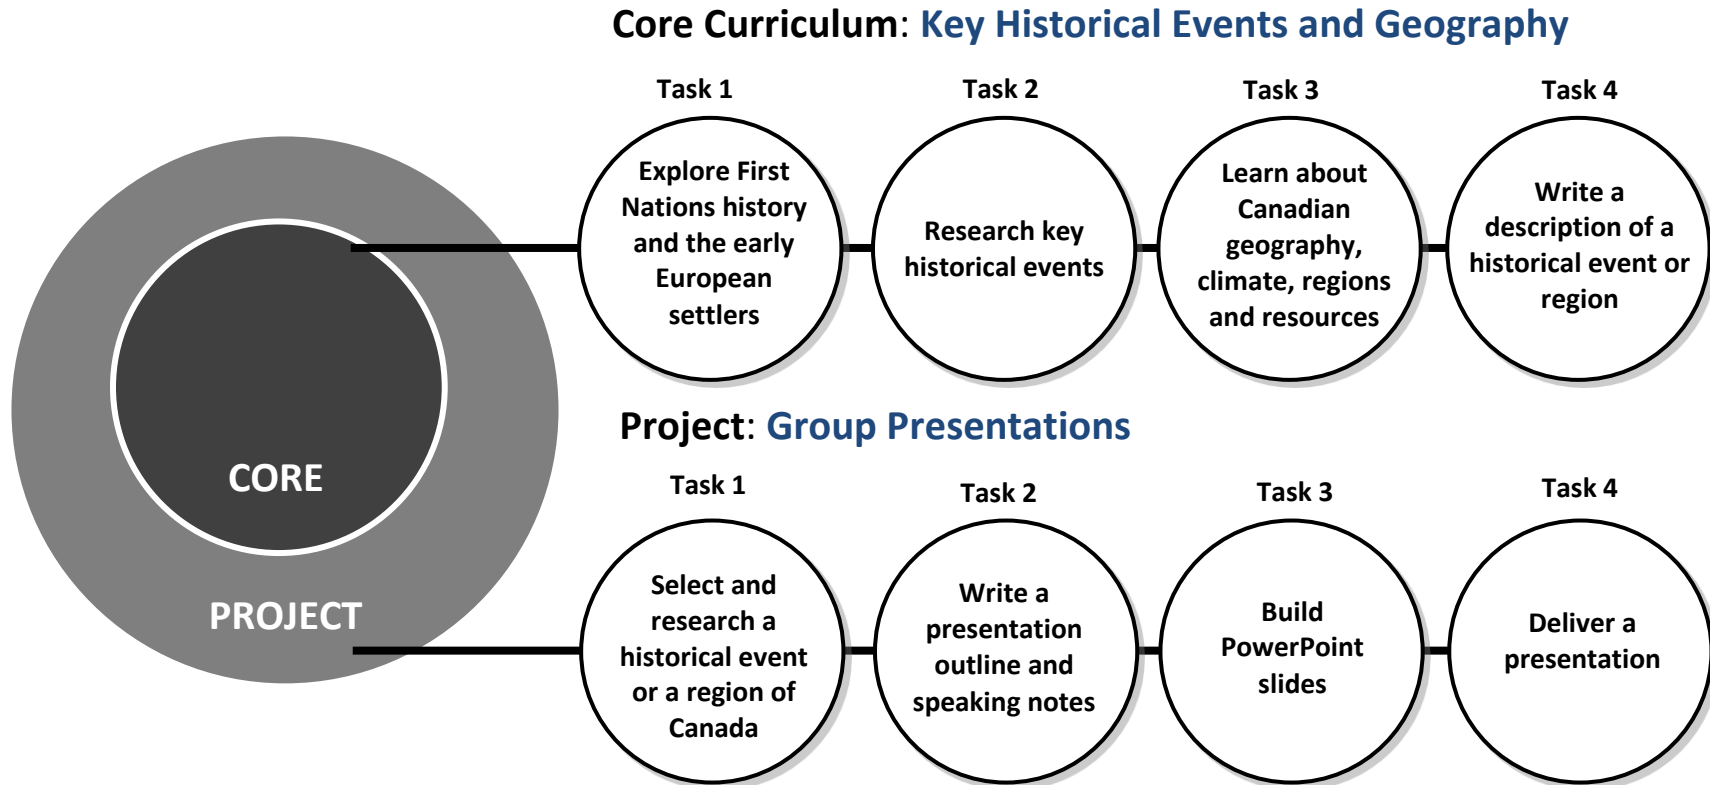 Core Curriculum: Key Historical Events and Geography
Task 1
Task 2
Task 3
Task 4
Explore First
Nations history
and the early
European
settlers
Research key
historical events
Learn about
Canadian
geography,
climate, regions
and resources
Write a
description of a
historical event or
region
CORE
PROJECT
Project: Group Presentations
Task 1
Task 2
Task 3
Task 4
Select and
research a
historical event
or a region of
Canada
Write a
presentation
outline and
speaking notes
Build
PowerPoint
slides
Deliver a
presentation